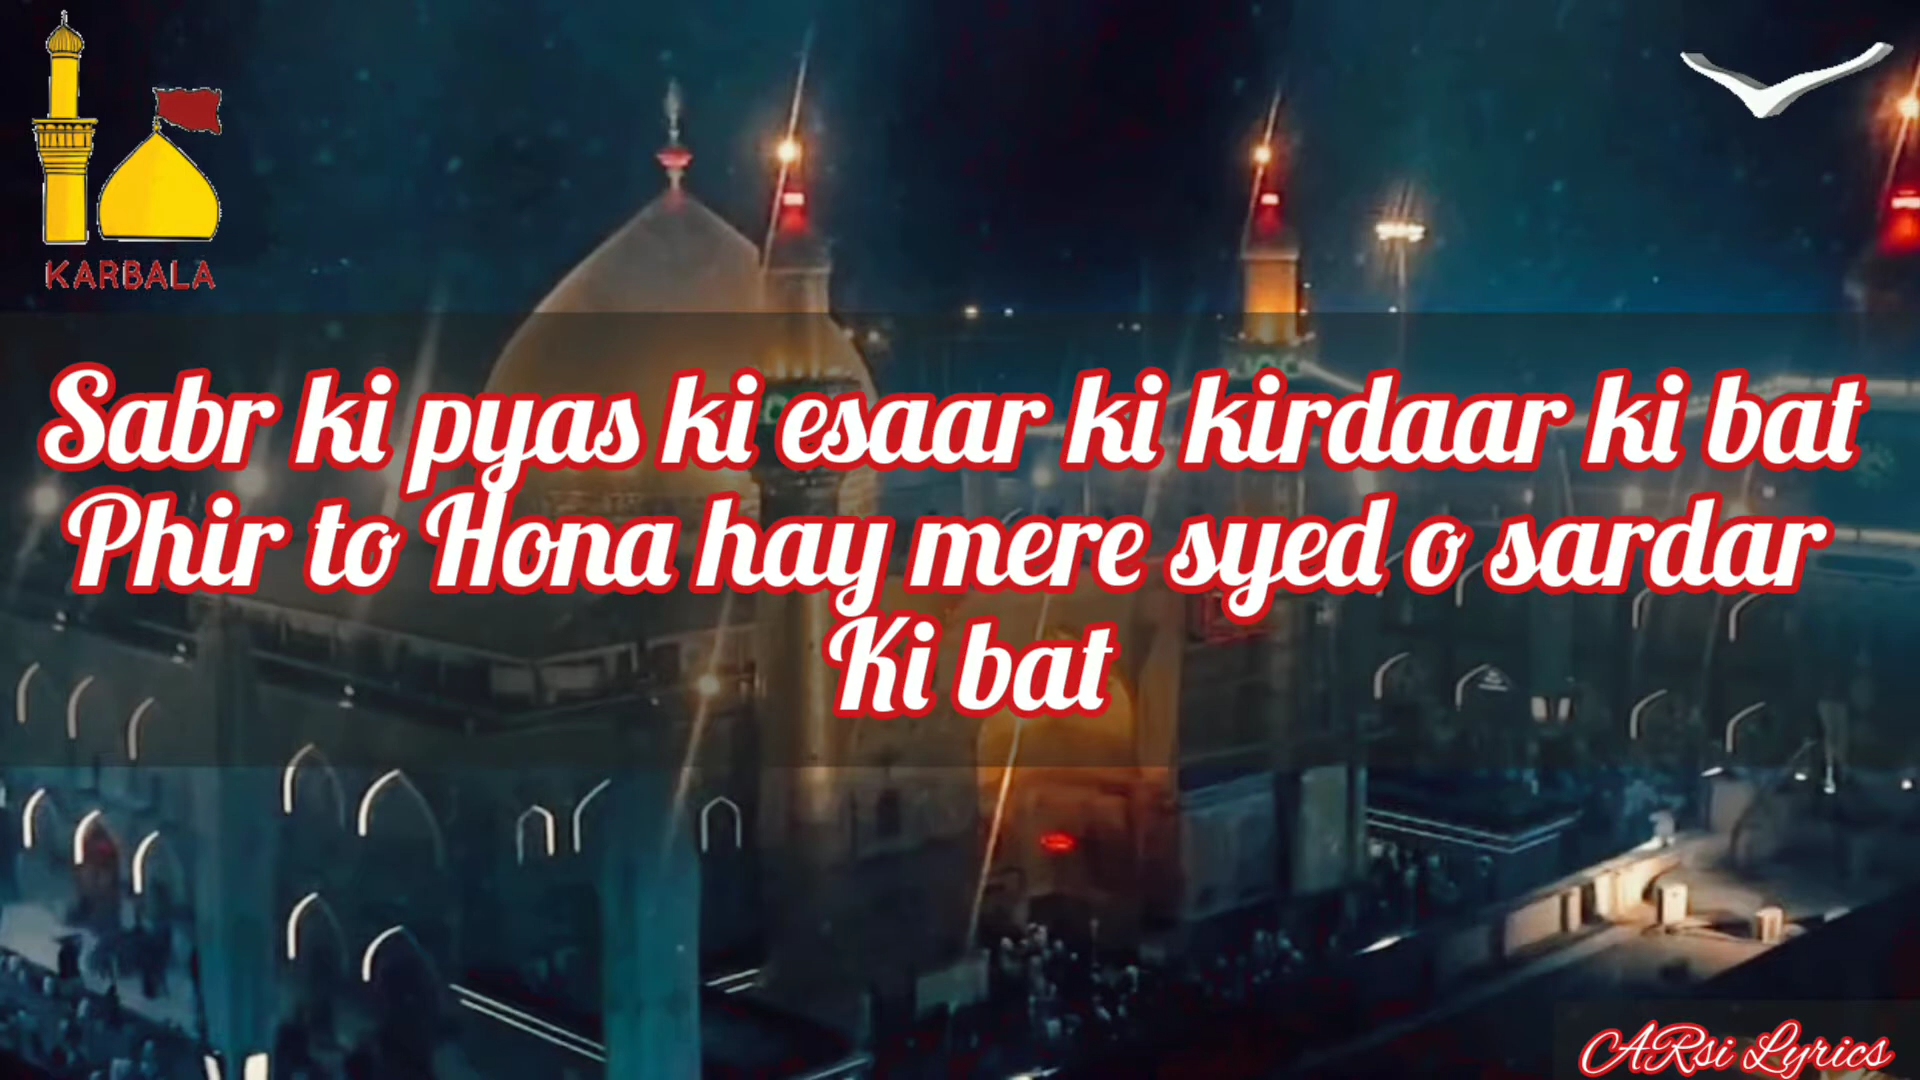 KARBALA
Sabr ki pyas ki esaar ki kirdaar ki bat
Phir to Hona hay mere syed o sardar
Ki bat
ARsi Lyrics